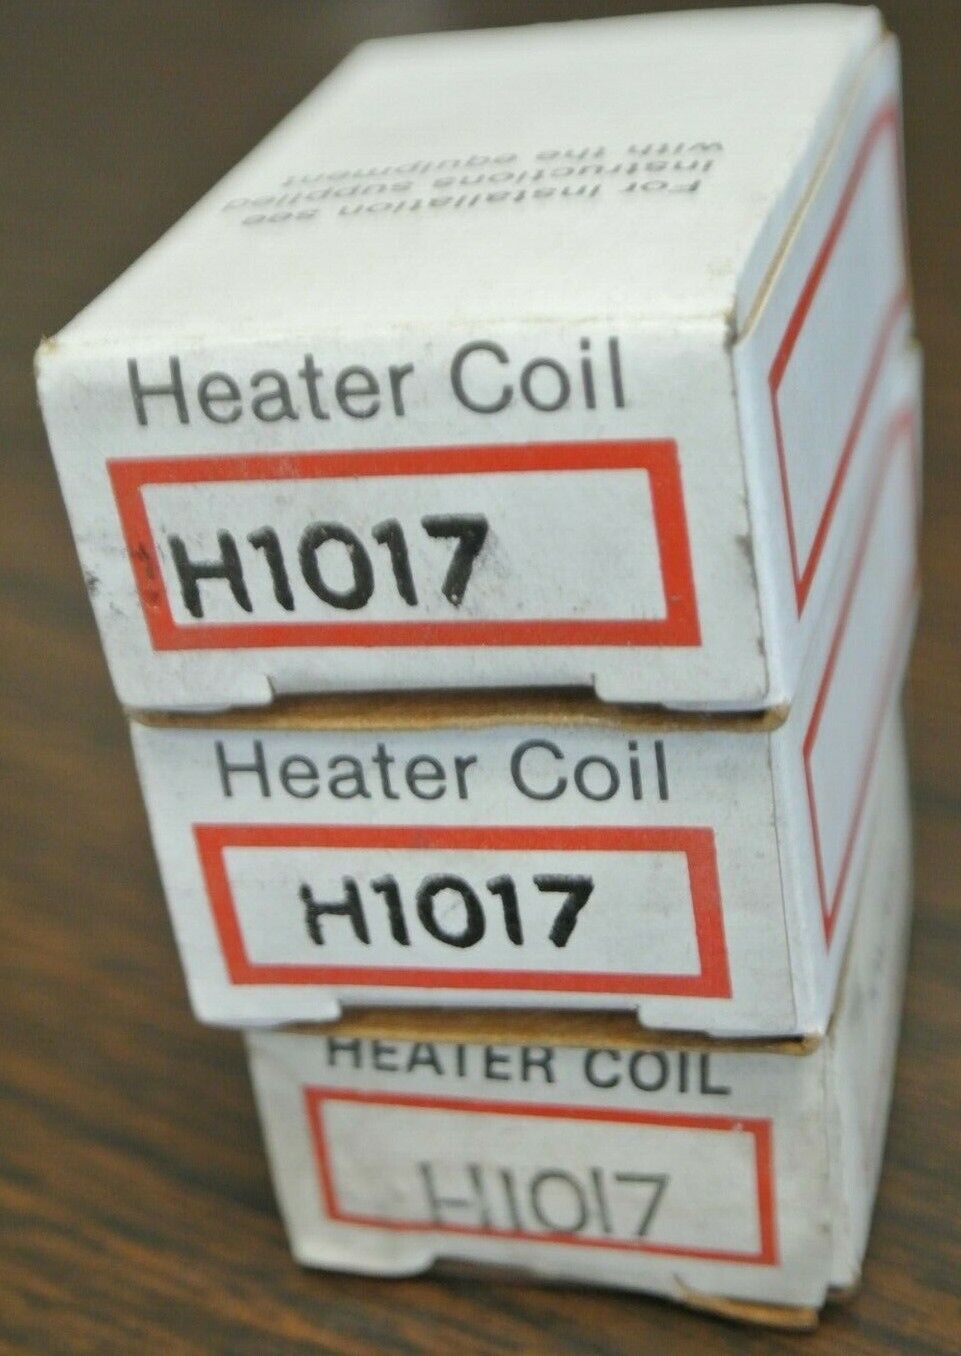 For installation see
instructions supplied
with the equipment
Heater Coil
H1017
Heater Coil
H1017
HEATER COIL
H1017